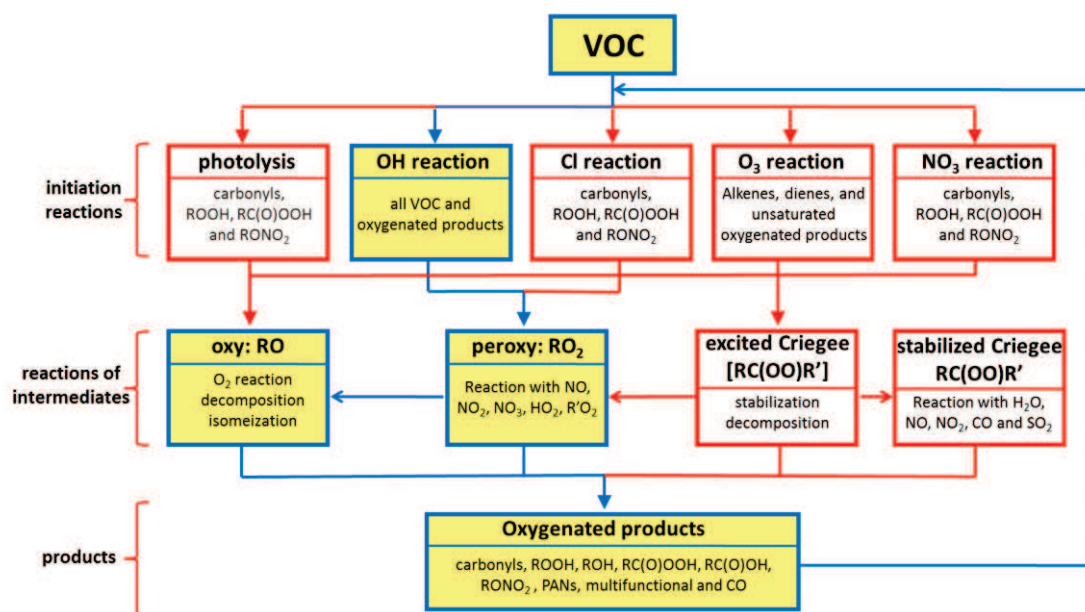 VOC
initiation
reactions
photolysis
carbonyls,
ROOH, RC(O)OOH
and RONO₂
OH reaction
all VOC and
oxygenated products
Cl reaction
carbonyls,
ROOH, RC(O)OOH
and RONO₂
O₃ reaction
Alkenes, dienes, and
unsaturated
oxygenated products
NO₃ reaction
carbonyls,
ROOH, RC(O)OOH
and RONO₂
reactions of
intermediates
oxy: RO
O₂ reaction
decomposition
isomeization
peroxy: RO₂
Reaction with NO,
NO₂, NO₃, HO₂, R'O₂
excited Criegee
[RC(OO)R’]
stabilization
decomposition
stabilized Criegee
RC(OO)R’
Reaction with H₂O,
NO, NO₂, CO and SO₂
products
Oxygenated products
carbonyls, ROOH, ROH, RC(O)OOH, RC(O)OH,
RONO₂ , PANs, multifunctional and CO